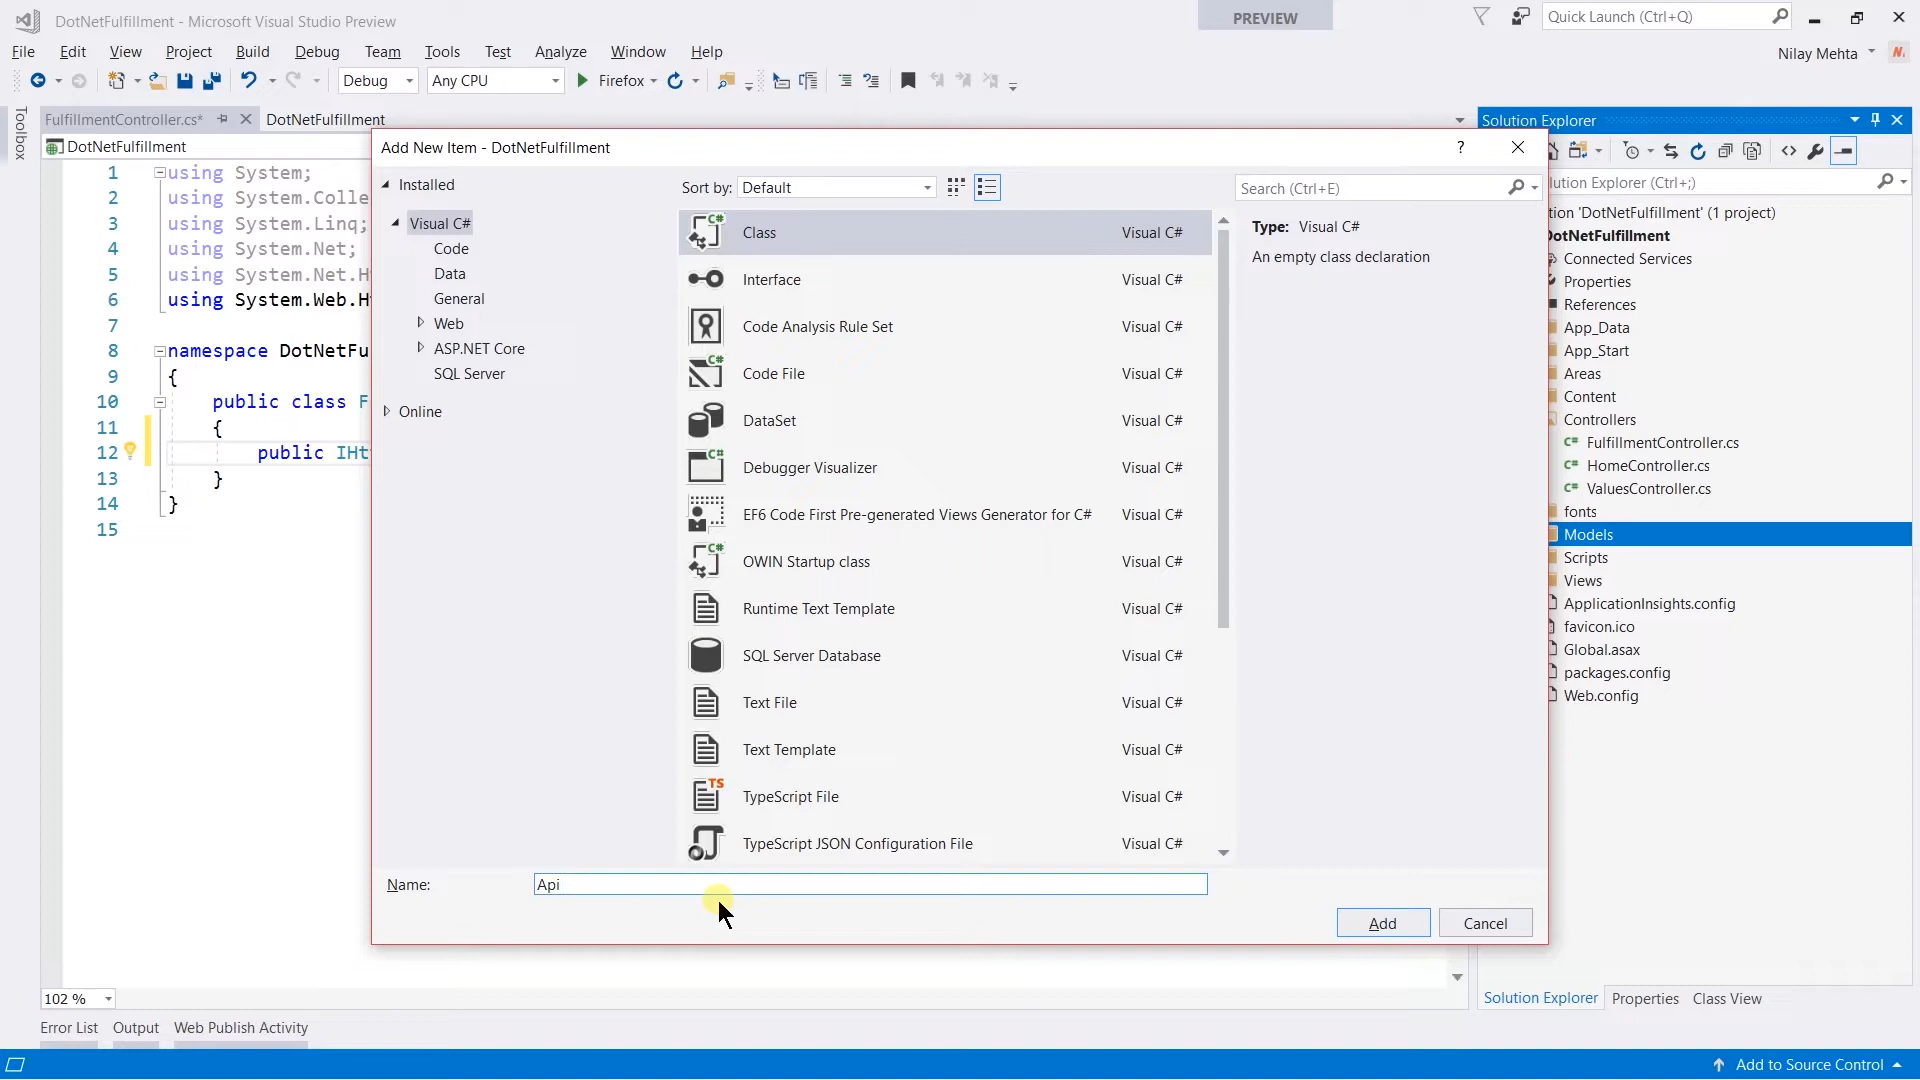 DotNetFulfillment - Microsoft Visual Studio Preview
PREVIEW
Quick Launch (Ctrl+Q)
File Edit View Project Build Debug Team Tools Test Analyze Window Help
Nilay Mehta
Debug Any CPU Firefox
Toolbox
FulfillmentController.cs* DotNetFulfillment
DotNetFulfillment
1 using System;
2 using System.Colle
3 using System.Linq;
4 using System.Net;
5 using System.Net.H
6 using System.Web.H
7
8 namespace DotNetFu
9 {
10 public class F
11 {
12 public IHt
13 }
14 }
15
Add New Item - DotNetFulfillment
?
Installed
Visual C#
Code
Data
General
Web
ASP.NET Core
SQL Server
Online
Sort by: Default
Search (Ctrl+E)
Class Visual C#
Interface Visual C#
Code Analysis Rule Set Visual C#
Code File Visual C#
DataSet Visual C#
Debugger Visualizer Visual C#
EF6 Code First Pre-generated Views Generator for C# Visual C#
OWIN Startup class Visual C#
Runtime Text Template Visual C#
SQL Server Database Visual C#
Text File Visual C#
Text Template Visual C#
TypeScript File Visual C#
TypeScript JSON Configuration File Visual C#
Type: Visual C#
An empty class declaration
Name: Api
Add Cancel
Solution Explorer
lution Explorer (Ctrl+;)
tion 'DotNetFulfillment' (1 project)
DotNetFulfillment
Connected Services
Properties
References
App_Data
App_Start
Areas
Content
Controllers
C# FulfillmentController.cs
C# HomeController.cs
C# ValuesController.cs
fonts
Models
Scripts
Views
ApplicationInsights.config
favicon.ico
Global.asax
packages.config
Web.config
102 %
Solution Explorer Properties Class View
Error List Output Web Publish Activity
Add to Source Control